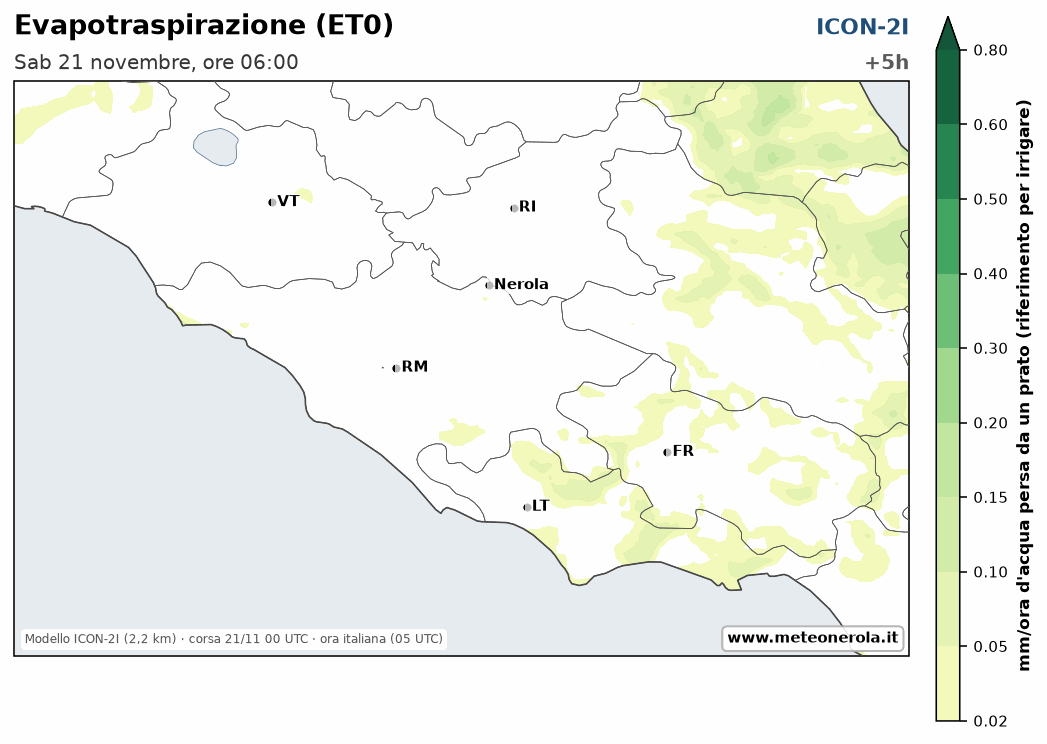 Evapotraspirazione (ET0)
ICON-2I
Sab 21 novembre, ore 06:00
+5h
VT
RI
Nerola
RM
FR
LT
Modello ICON-2I (2,2 km) · corsa 21/11 00 UTC · ora italiana (05 UTC)
www.meteonerola.it
0.80
0.60
0.50
0.40
0.30
0.20
0.15
0.10
0.05
0.02
mm/ora d'acqua persa da un prato (riferimento per irrigare)